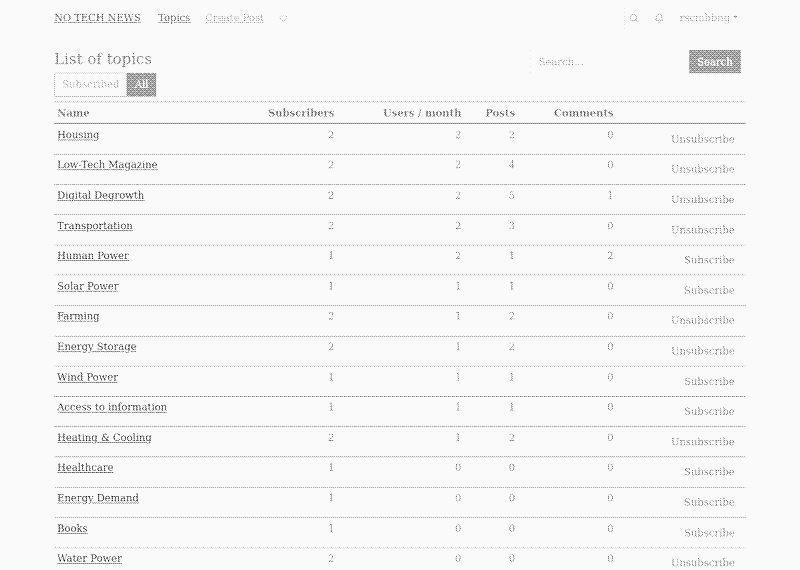 NO TECH NEWS Topics Create Post
List of topics Search... Search
Subscribed All
Name Subscribers Users / month Posts Comments
Housing 2 2 2 0 Unsubscribe
Low-Tech Magazine 2 2 4 0 Unsubscribe
Digital Degrowth 2 2 5 1 Unsubscribe
Transportation 2 2 3 0 Unsubscribe
Human Power 1 2 1 2 Subscribe
Solar Power 1 1 1 0 Subscribe
Farming 2 1 2 0 Unsubscribe
Energy Storage 2 1 2 0 Unsubscribe
Wind Power 1 1 1 0 Subscribe
Access to information 1 1 1 0 Subscribe
Heating & Cooling 2 1 2 0 Unsubscribe
Healthcare 1 0 0 0 Subscribe
Energy Demand 1 0 0 0 Subscribe
Books 1 0 0 0 Subscribe
Water Power 2 0 0 0 Unsubscribe